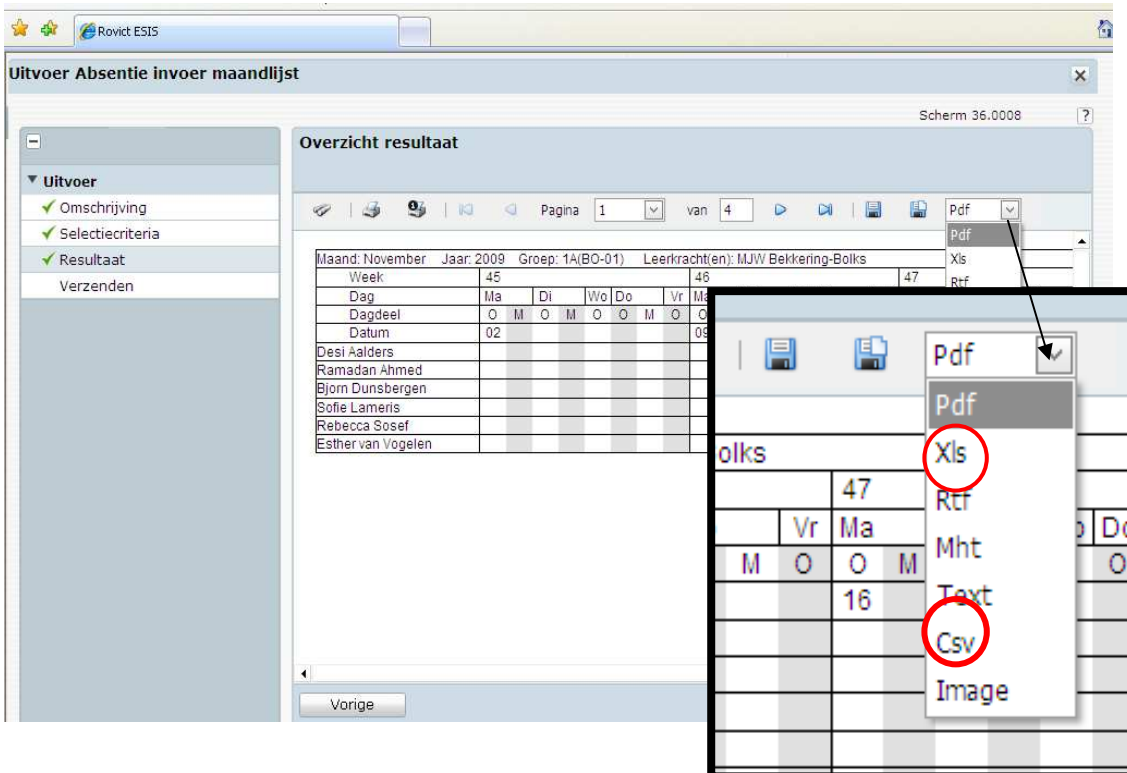 Rovict ESIS
Uitvoer Absentie invoer maandlijst
Scherm 36.0008 ?
Uitvoer
Omschrijving
Selectiecriteria
Resultaat
Verzenden
Overzicht resultaat
Pagina 1 van 4 Pdf
Pdf
Xls
Rtf
Maand: November Jaar: 2009 Groep: 1A(BO-01) Leerkracht(en): MJW Bekkering-Bolks
Week 45 46 47
Dag Ma Di Wo Do Vr Ma
Dagdeel O M O M O O M O O
Datum 02 09
Desi Aalders
Ramadan Ahmed
Bjorn Dunsbergen
Sofie Lameris
Rebecca Sosef
Esther van Vogelen
Vorige
Pdf
Pdf
Xls
Rtf
Mht
Text
Csv
Image
olks
47
Vr Ma Do
M O O M O
16